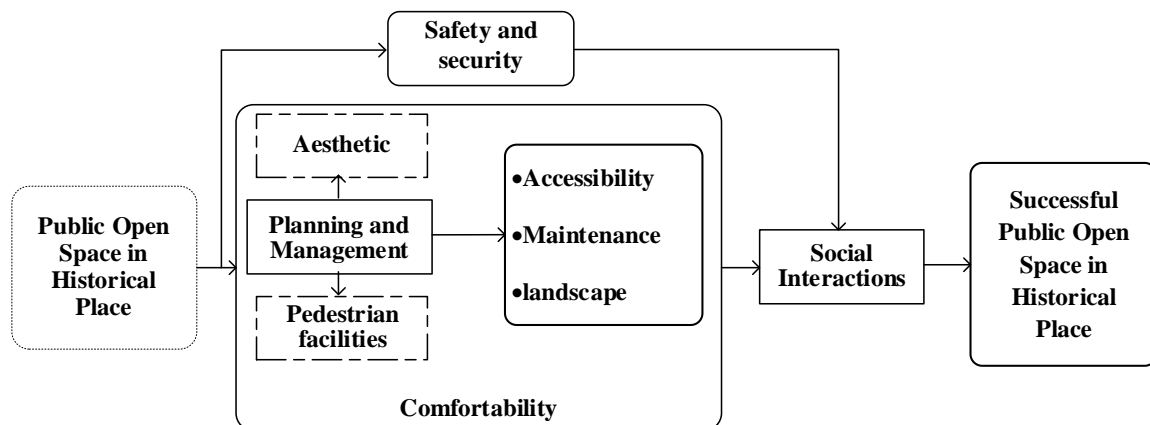 Safety and
security
Public Open
Space in
Historical
Place
Aesthetic
Planning and
Management
Pedestrian
facilities
•Accessibility
•Maintenance
•landscape
Comfortability
Social
Interactions
Successful
Public Open
Space in
Historical
Place